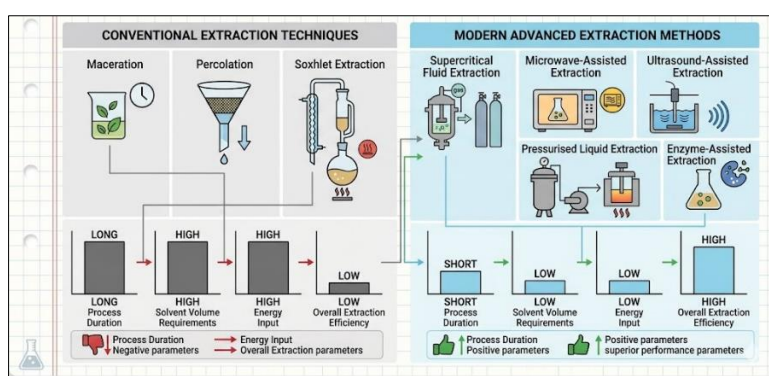 CONVENTIONAL EXTRACTION TECHNIQUES
Maceration
Percolation
Soxhlet Extraction
LONG
HIGH
HIGH
LOW
LONG
Process
Duration
HIGH
Solvent Volume
Requirements
HIGH
Energy
Input
LOW
Overall Extraction
Efficiency
Process Duration
Negative parameters
Energy Input
Overall Extraction parameters
MODERN ADVANCED EXTRACTION METHODS
Supercritical
Fluid Extraction
gas
Microwave-Assisted
Extraction
Ultrasound-Assisted
Extraction
Pressurised Liquid Extraction
Enzyme-Assisted
Extraction
SHORT
LOW
LOW
HIGH
SHORT
Process
Duration
LOW
Solvent Volume
Requirements
LOW
Energy
Input
HIGH
Overall Extraction
Efficiency
Process Duration
Positive parameters
Positive parameters
superior performance parameters